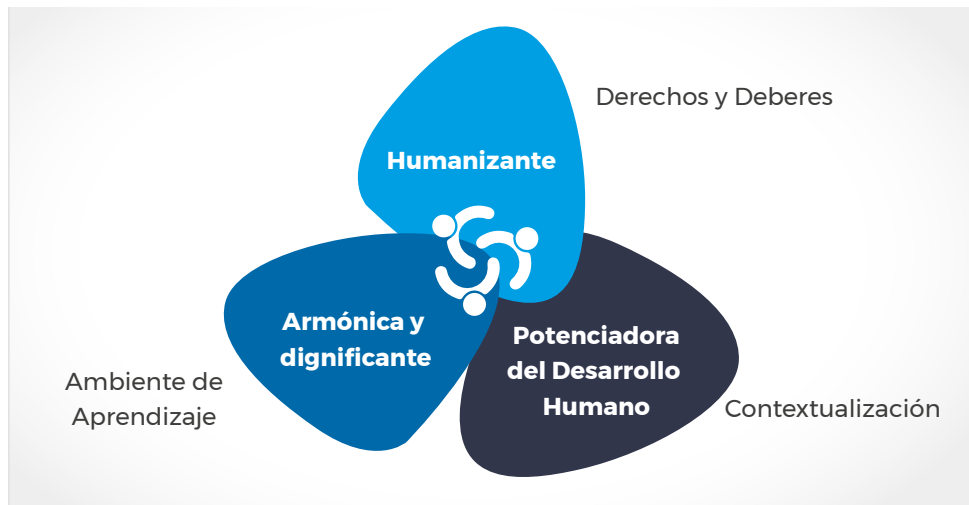 Derechos y Deberes
Humanizante
Armónica y
dignificante
Potenciadora
del Desarrollo
Humano
Ambiente de
Aprendizaje
Contextualización